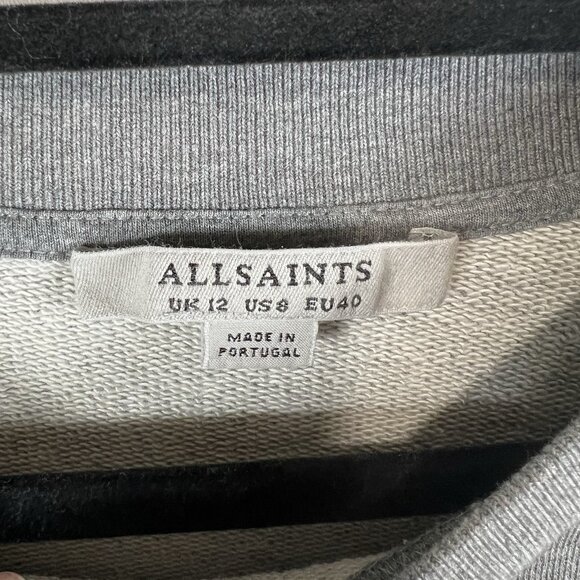 ALLSAINTS
UK 12 US 8 EU 40
MADE IN
PORTUGAL